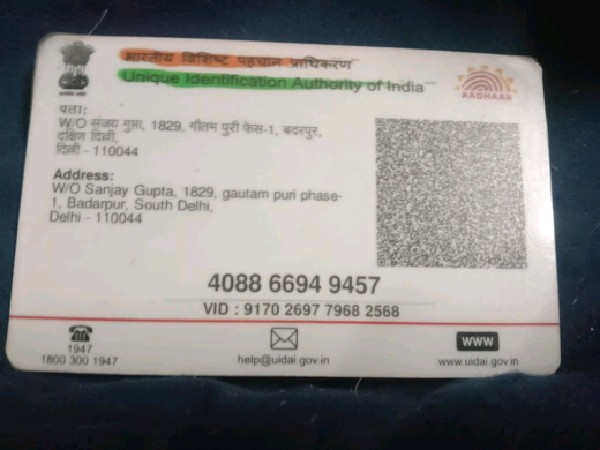 भारतीय विशिष्ट पहचान प्राधिकरण
Unique Identification Authority of India
AADHAAR
पता:
W/O संजय गुप्ता, 1829, गौतम पुरी फेस-1, बदरपुर,
दक्षिण दिल्ली,
दिल्ली - 110044
Address:
W/O Sanjay Gupta, 1829, gautam puri phase-
1, Badarpur, South Delhi,
Delhi - 110044
4088 6694 9457
VID : 9170 2697 7968 2568
1947
1800 300 1947
help@uidai.gov.in
www
www.uidai.gov.in